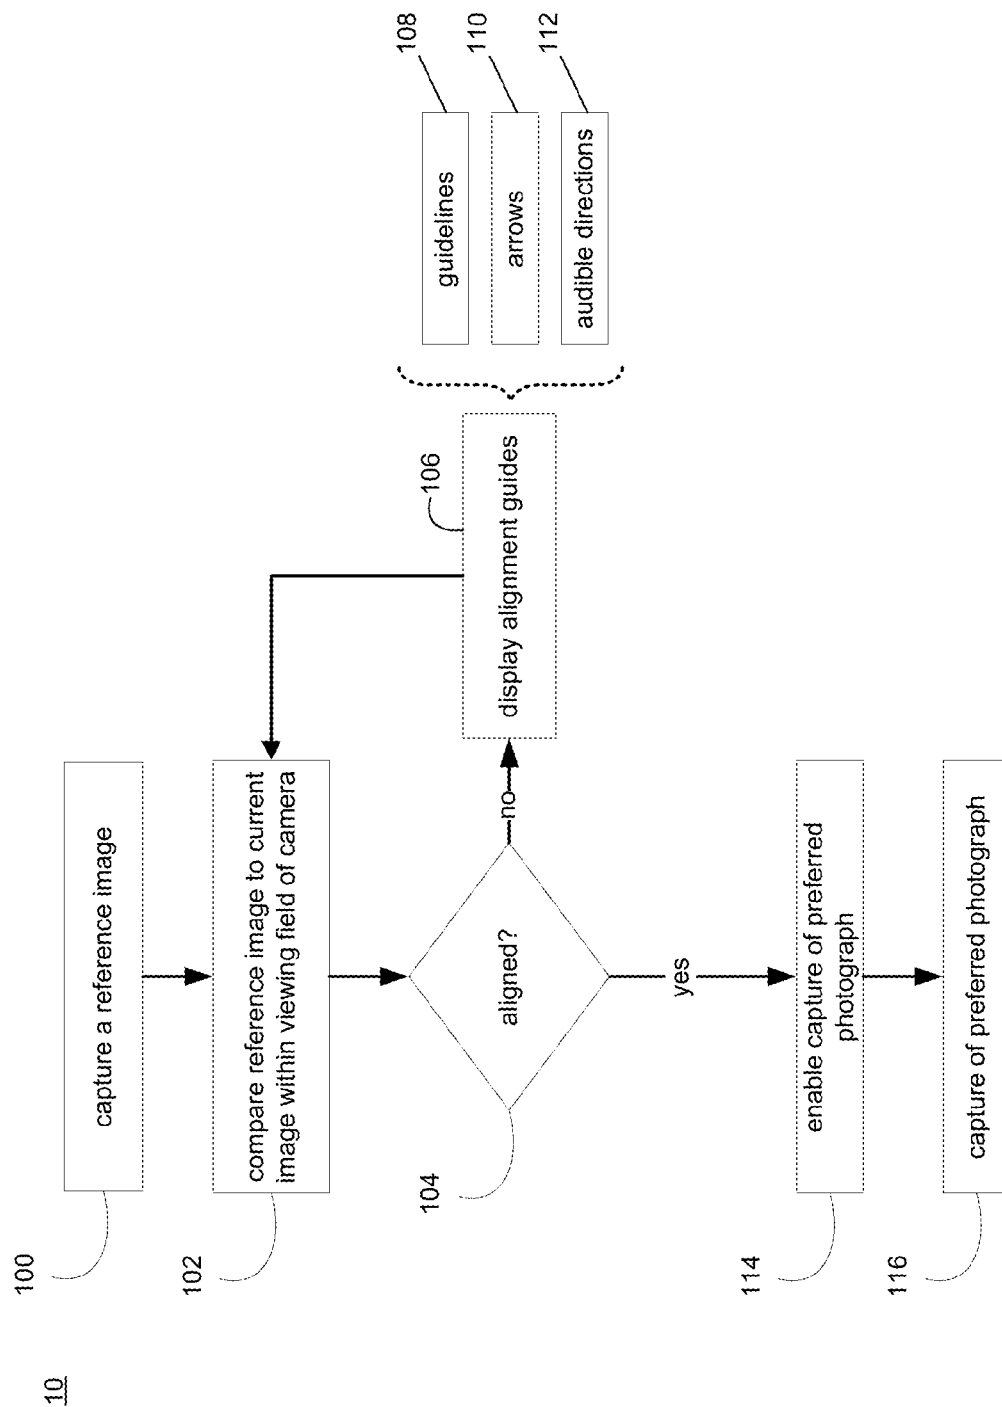 10
100
capture a reference image
102
compare reference image to current
image within viewing field of camera
104
aligned?
no
106
display alignment guides
guidelines
108
arrows
110
audible directions
112
yes
114
enable capture of preferred
photograph
116
capture of preferred photograph